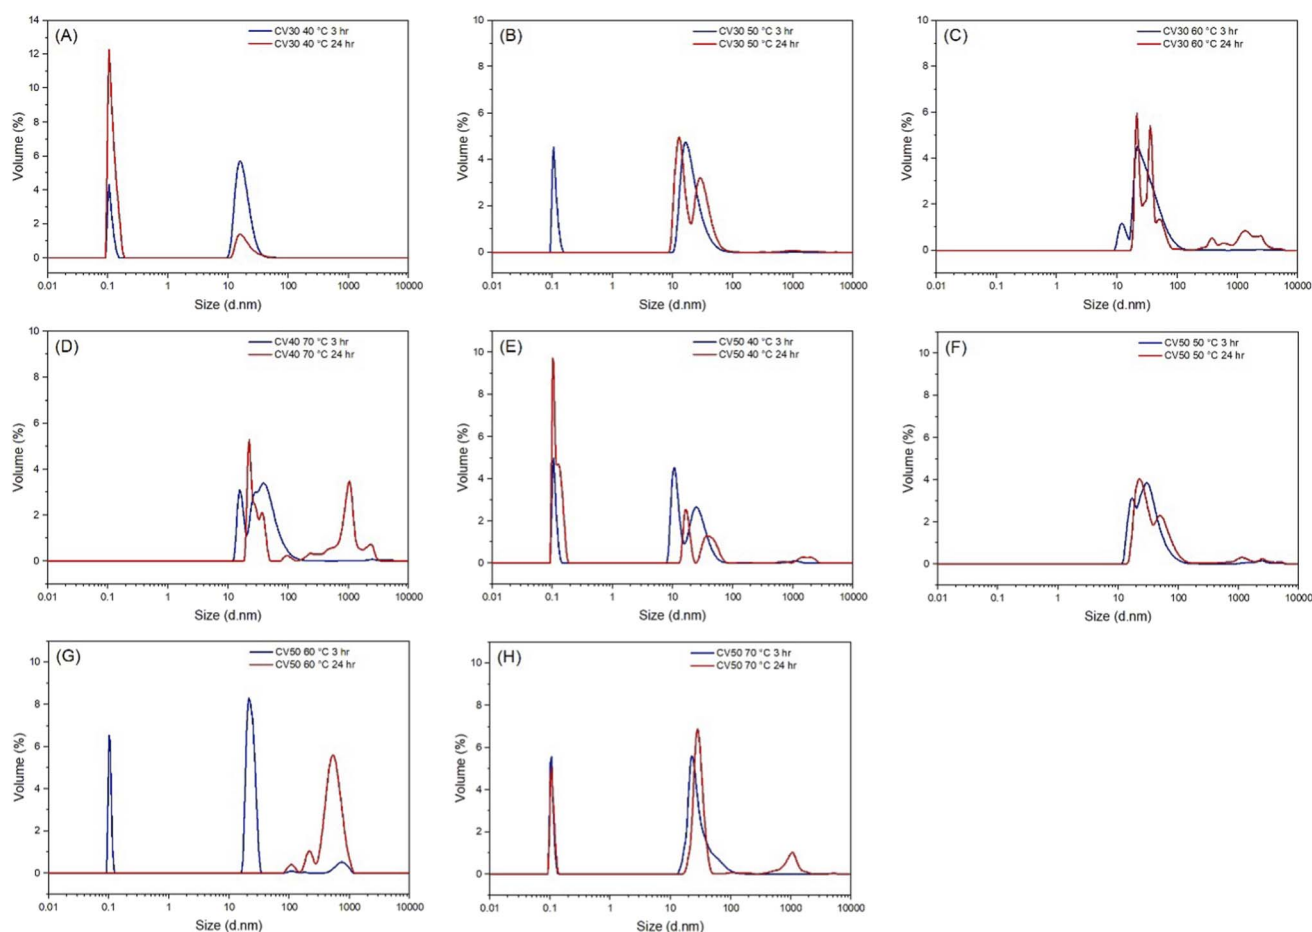 (A)
CV30 40 °C 3 hr
CV30 40 °C 24 hr
Volume (%)
14
12
10
8
6
4
2
0
0.01 0.1 1 10 100 1000 10000
Size (d.nm)
(B)
CV30 50 °C 3 hr
CV30 50 °C 24 hr
Volume (%)
10
8
6
4
2
0
0.01 0.1 1 10 100 1000 10000
Size (d.nm)
(C)
CV30 60 °C 3 hr
CV30 60 °C 24 hr
Volume (%)
10
8
6
4
2
0
0.01 0.1 1 10 100 1000 10000
Size (d.nm)
(D)
CV40 70 °C 3 hr
CV40 70 °C 24 hr
Volume (%)
10
8
6
4
2
0
0.01 0.1 1 10 100 1000 10000
Size (d.nm)
(E)
CV50 40 °C 3 hr
CV50 40 °C 24 hr
Volume (%)
10
8
6
4
2
0
0.01 0.1 1 10 100 1000 10000
Size (d.nm)
(F)
CV50 50 °C 3 hr
CV50 50 °C 24 hr
Volume (%)
10
8
6
4
2
0
0.01 0.1 1 10 100 1000 10000
Size (d.nm)
(G)
CV50 60 °C 3 hr
CV50 60 °C 24 hr
Volume (%)
10
8
6
4
2
0
0.01 0.1 1 10 100 1000 10000
Size (d.nm)
(H)
CV50 70 °C 3 hr
CV50 70 °C 24 hr
Volume (%)
10
8
6
4
2
0
0.01 0.1 1 10 100 1000 10000
Size (d.nm)